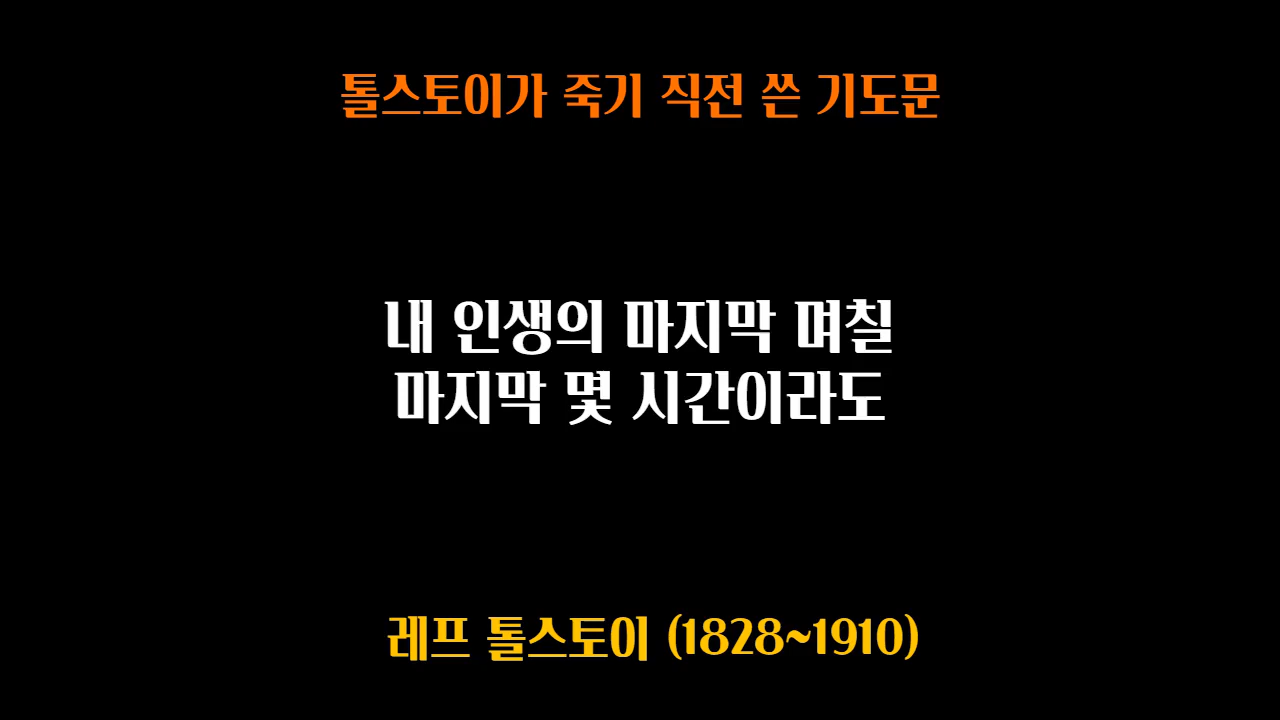 톨스토이가 죽기 직전 쓴 기도문
내 인생의 마지막 며칠
마지막 몇 시간이라도
레프 톨스토이 (1828~1910)